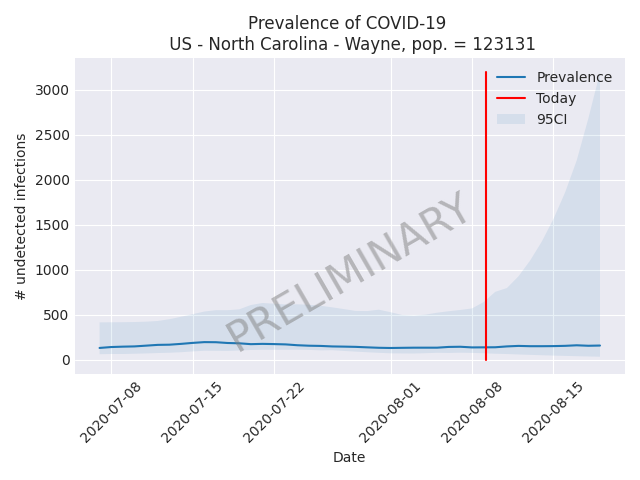 Prevalence of COVID-19
US - North Carolina - Wayne, pop. = 123131
Prevalence
Today
95CI
3000
2500
2000
1500
1000
500
0
# undetected infections
PRELIMINARY
2020-07-08
2020-07-15
2020-07-22
2020-08-01
2020-08-08
2020-08-15
Date